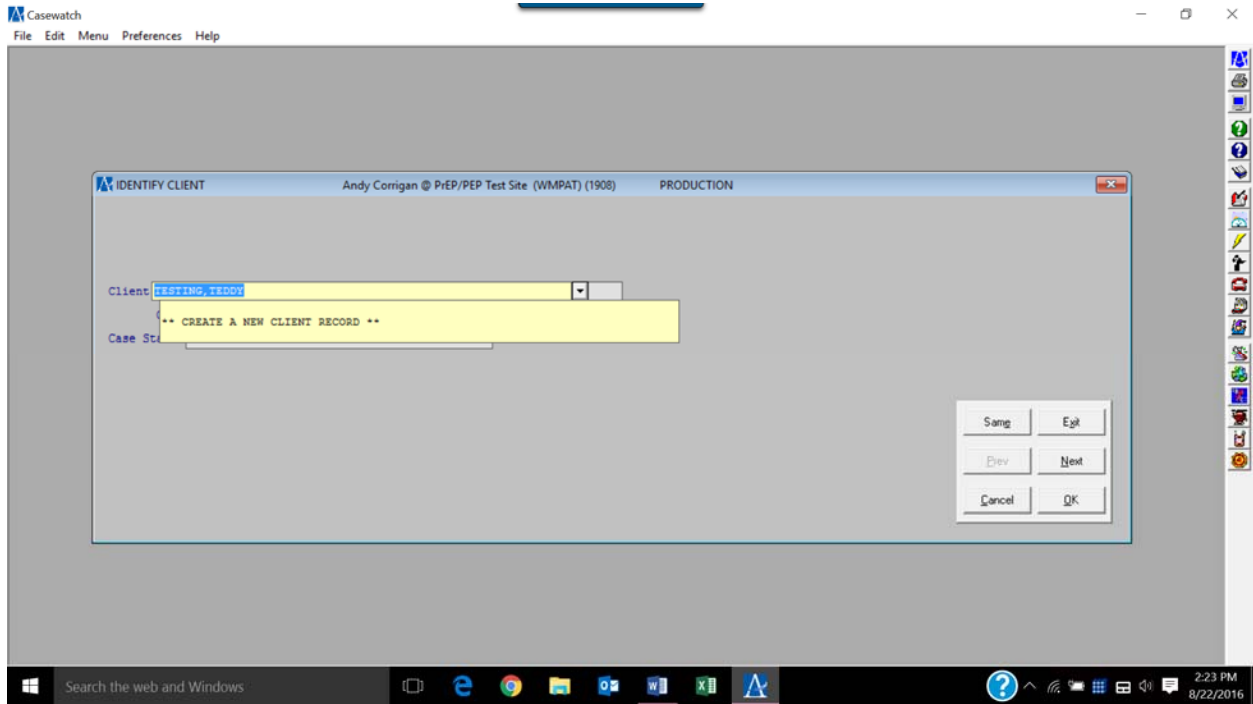 Casewatch
File Edit Menu Preferences Help
IDENTIFY CLIENT Andy Corrigan @ PrEP/PEP Test Site (WMPAT) (1908) PRODUCTION
Client TESTING,TEDDY
** CREATE A NEW CLIENT RECORD **
Case Sta
Same Exit
Prev Next
Cancel OK
Search the web and Windows
2:23 PM
8/22/2016